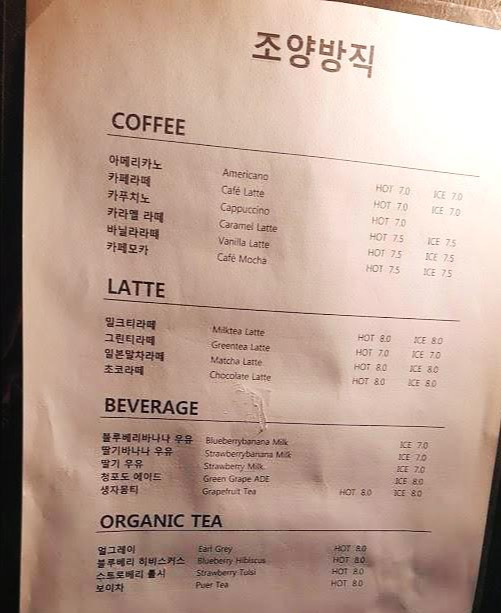 조양방직
COFFEE
아메리카노 Americano HOT 7.0 ICE 7.0
카페라떼 Café Latte HOT 7.0 ICE 7.0
카푸치노 Cappuccino HOT 7.0
카라멜 라떼 Caramel Latte HOT 7.5 ICE 7.5
바닐라라떼 Vanilla Latte HOT 7.5 ICE 7.5
카페모카 Café Mocha HOT 7.5 ICE 7.5
LATTE
밀크티라떼 Milktea Latte HOT 8.0 ICE 8.0
그린티라떼 Greentea Latte HOT 7.0 ICE 7.0
일본말차라떼 Matcha Latte HOT 8.0 ICE 8.0
초코라떼 Chocolate Latte HOT 8.0 ICE 8.0
BEVERAGE
블루베리바나나 우유 Blueberrybanana Milk ICE 7.0
딸기바나나 우유 Strawberrybanana Milk ICE 7.0
딸기 우유 Strawberry Milk ICE 7.0
청포도 에이드 Green Grape ADE ICE 8.0
생자몽티 Grapefruit Tea HOT 8.0 ICE 8.0
ORGANIC TEA
얼그레이 Earl Grey HOT 8.0
블루베리 히비스커스 Blueberry Hibiscus HOT 8.0
스트로베리 툴시 Strawberry Tulsi HOT 8.0
보이차 Puer Tea HOT 8.0